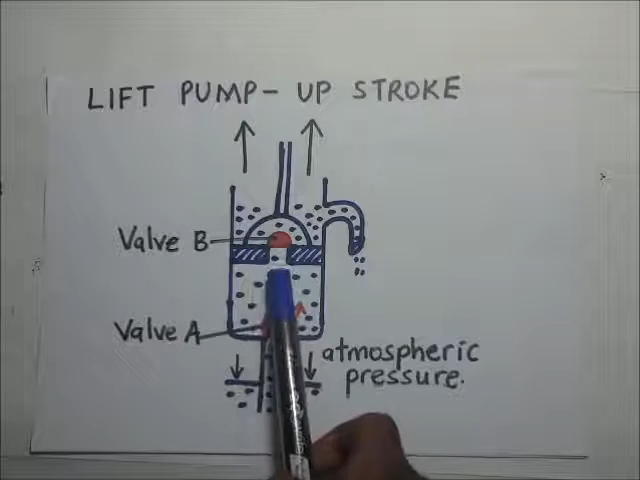 LIFT PUMP- UP STROKE
Valve B
Valve A
atmospheric
pressure.